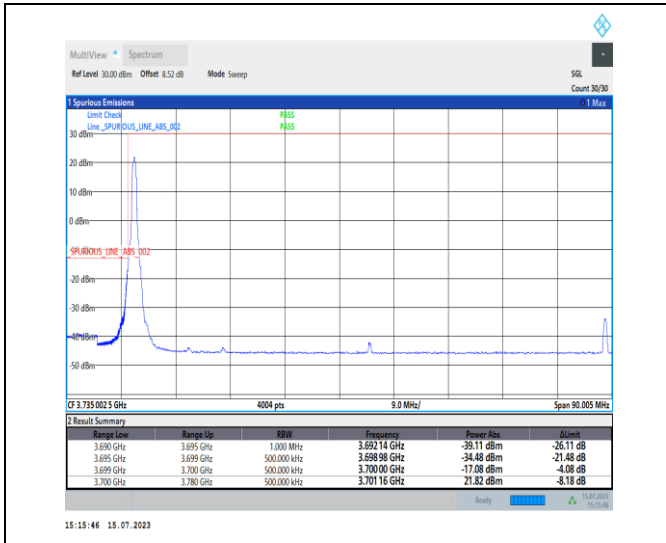 MultiView Spectrum
Ref Level 30.00 dBm Offset 8.52 dB Mode Sweep SGL
Count 30/30
1 Spurious Emissions 1 Max
Limit Check PASS
Line _SPURIOUS_LINE_ABS_002 PASS
30 dBm
20 dBm
10 dBm
0 dBm
_SPURIOUS_LINE_ABS_002
-20 dBm
-30 dBm
-40 dBm
-50 dBm
CF 3.735 002 5 GHz 4004 pts 9.0 MHz/ Span 90.005 MHz
2 Result Summary
Range Low Range Up RBW Frequency Power Abs ΔLimit
3.690 GHz 3.695 GHz 1.000 MHz 3.692 14 GHz -39.11 dBm -26.11 dB
3.695 GHz 3.699 GHz 500.000 kHz 3.698 98 GHz -34.48 dBm -21.48 dB
3.699 GHz 3.700 GHz 500.000 kHz 3.700 00 GHz -17.08 dBm -4.08 dB
3.700 GHz 3.780 GHz 500.000 kHz 3.701 16 GHz 21.82 dBm -8.18 dB
Ready 15.07.2023
15:15:46
15:15:46 15.07.2023